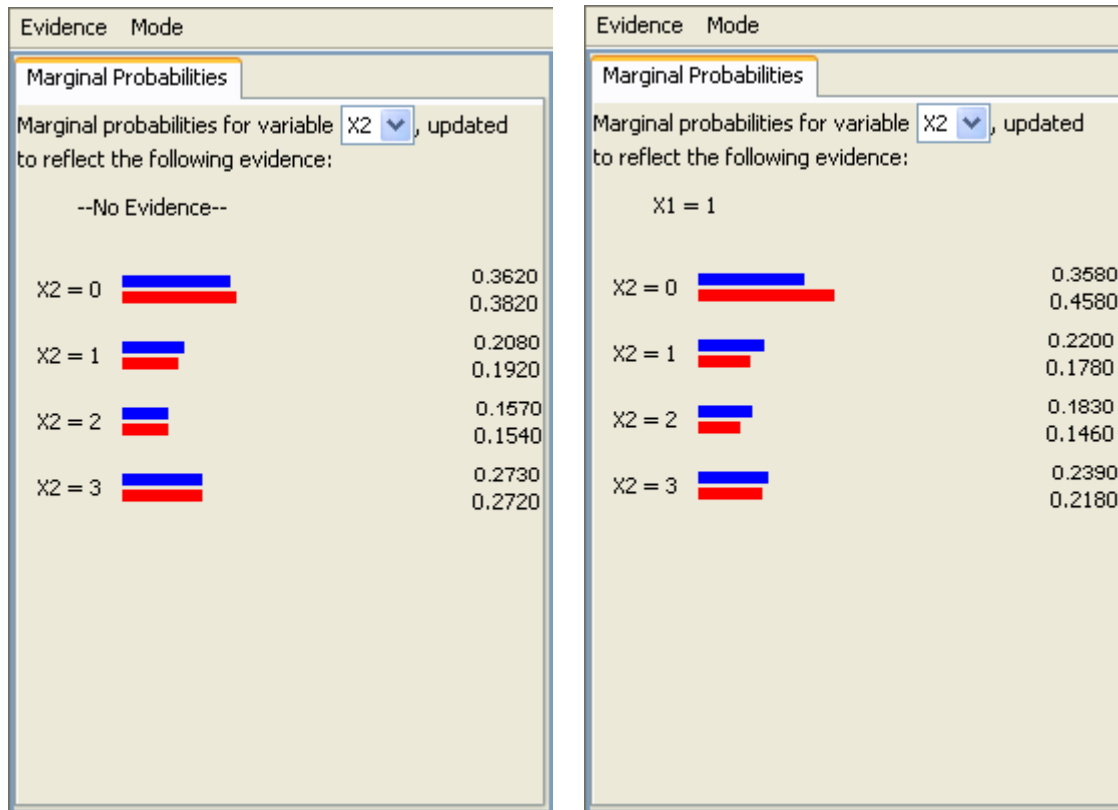 Evidence Mode
Marginal Probabilities
Marginal probabilities for variable X2, updated
to reflect the following evidence:
--No Evidence--
X2 = 0 0.3620
0.3820
X2 = 1 0.2080
0.1920
X2 = 2 0.1570
0.1540
X2 = 3 0.2730
0.2720
Evidence Mode
Marginal Probabilities
Marginal probabilities for variable X2, updated
to reflect the following evidence:
X1 = 1
X2 = 0 0.3580
0.4580
X2 = 1 0.2200
0.1780
X2 = 2 0.1830
0.1460
X2 = 3 0.2390
0.2180